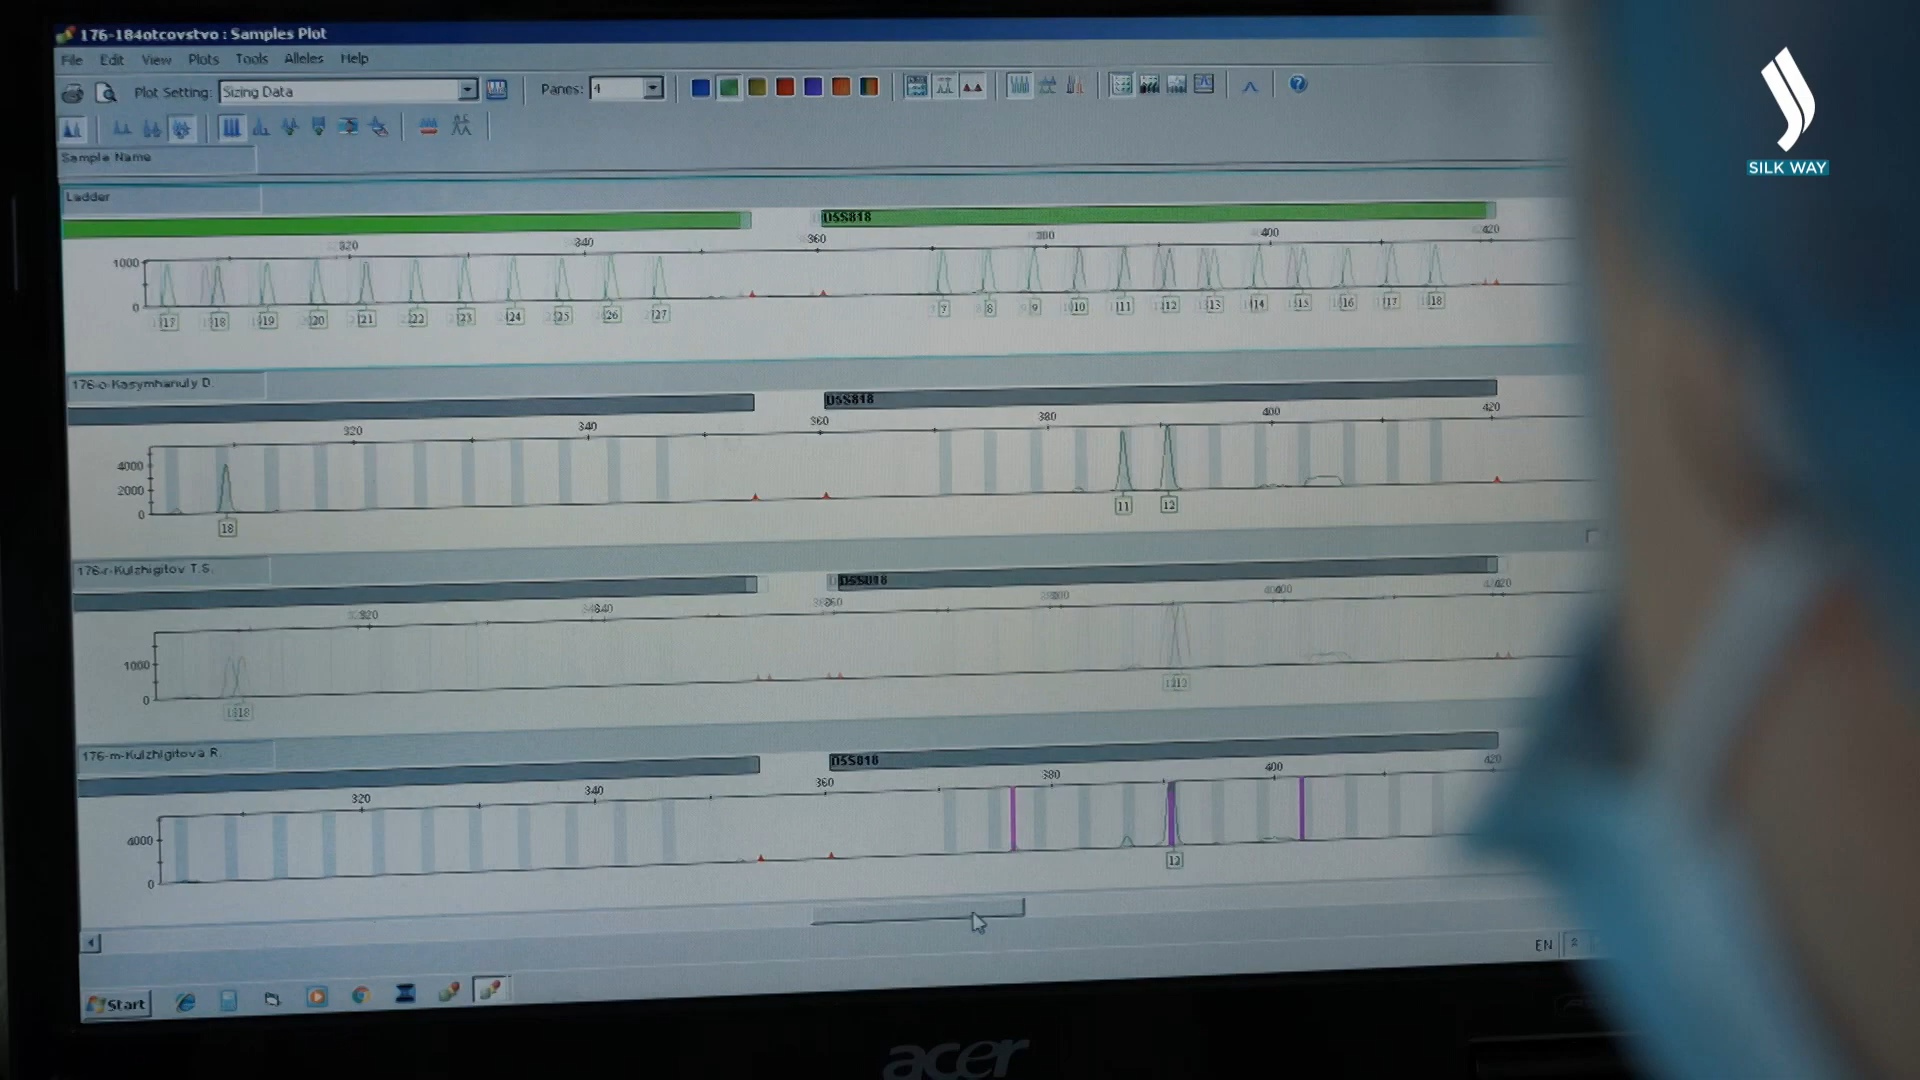 176-184otcovstvo : Samples Plot
File Edit View Plots Tools Alleles Help
Plot Setting: Sizing Data Panes: 4
Sample Name
SILK WAY
Ladder
D5S818
320 340 360 380 400 420
1000
0
17 18 19 20 21 22 23 24 25 26 27 7 8 9 10 11 12 13 14 15 16 17 18
176-o-Kasymhanuly D.
D5S818
320 340 360 380 400 420
4000
2000
0
18 11 12
176-r-Kulzhigitov T.S.
D5S818
320 340 360 380 400 420
1000
0
18 12
176-m-Kulzhigitova R.
D5S818
320 340 360 380 400 420
4000
0
12
EN 2
Start
acer